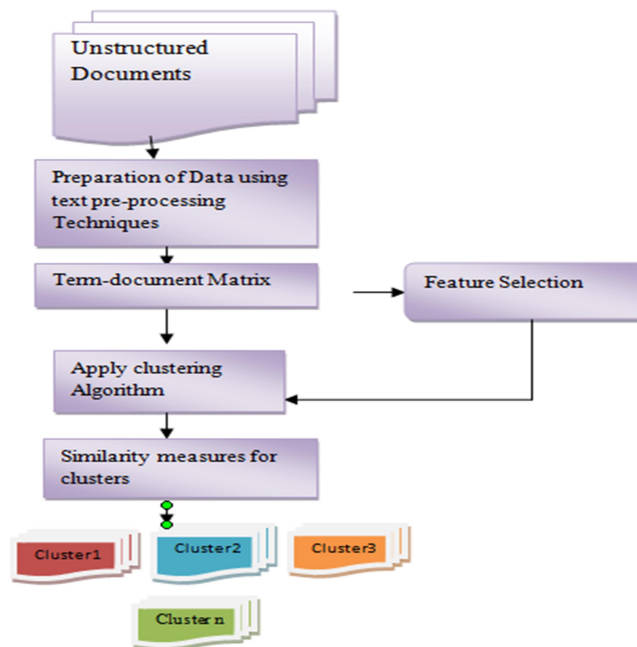 Unstructured
Documents
Preparation of Data using
text pre-processing
Techniques
Term-document Matrix
Feature Selection
Apply clustering
Algorithm
Similarity measures for
clusters
Cluster1
Cluster2
Cluster3
Clustern